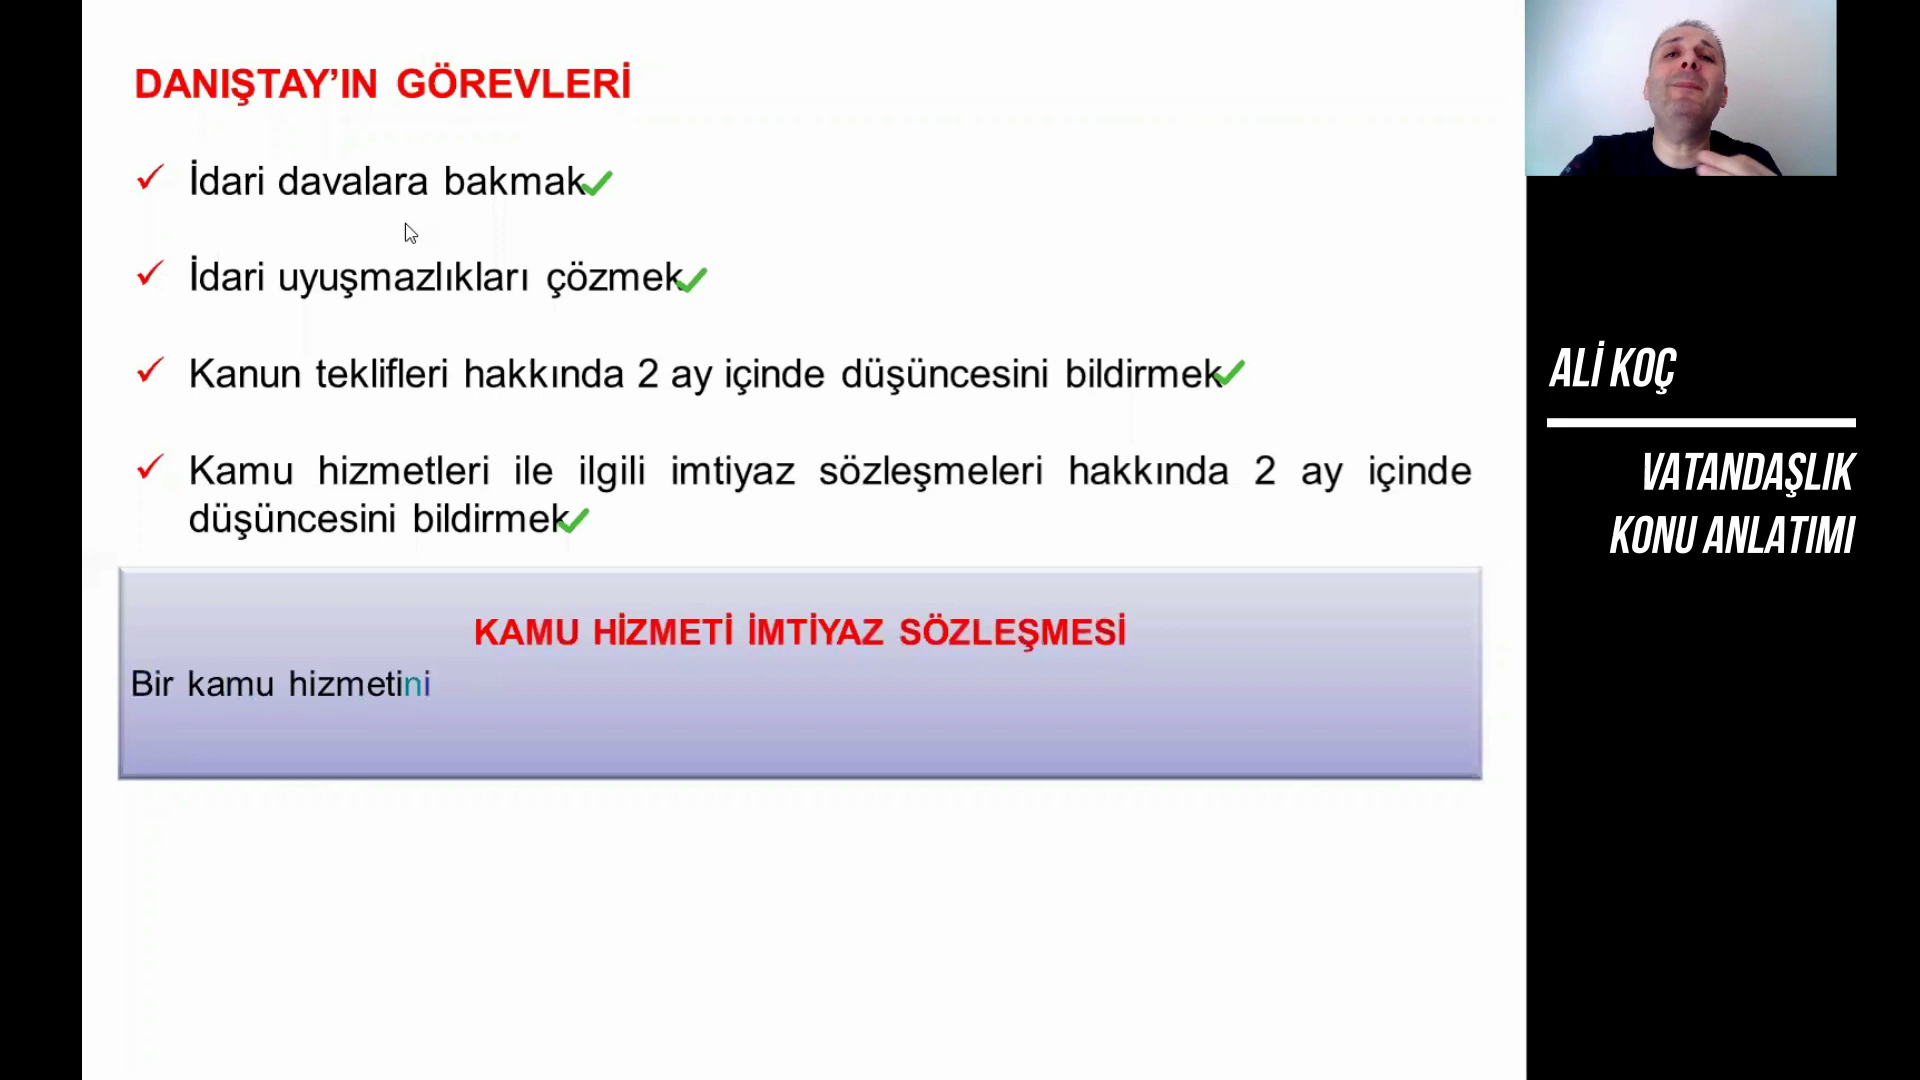 DANIŞTAY’IN GÖREVLERİ
İdari davalara bakmak
İdari uyuşmazlıkları çözmek
Kanun teklifleri hakkında 2 ay içinde düşüncesini bildirmek
Kamu hizmetleri ile ilgili imtiyaz sözleşmeleri hakkında 2 ay içinde
düşüncesini bildirmek
KAMU HİZMETİ İMTİYAZ SÖZLEŞMESİ
Bir kamu hizmetini
ALİ KOÇ
VATANDAŞLIK
KONU ANLATIMI